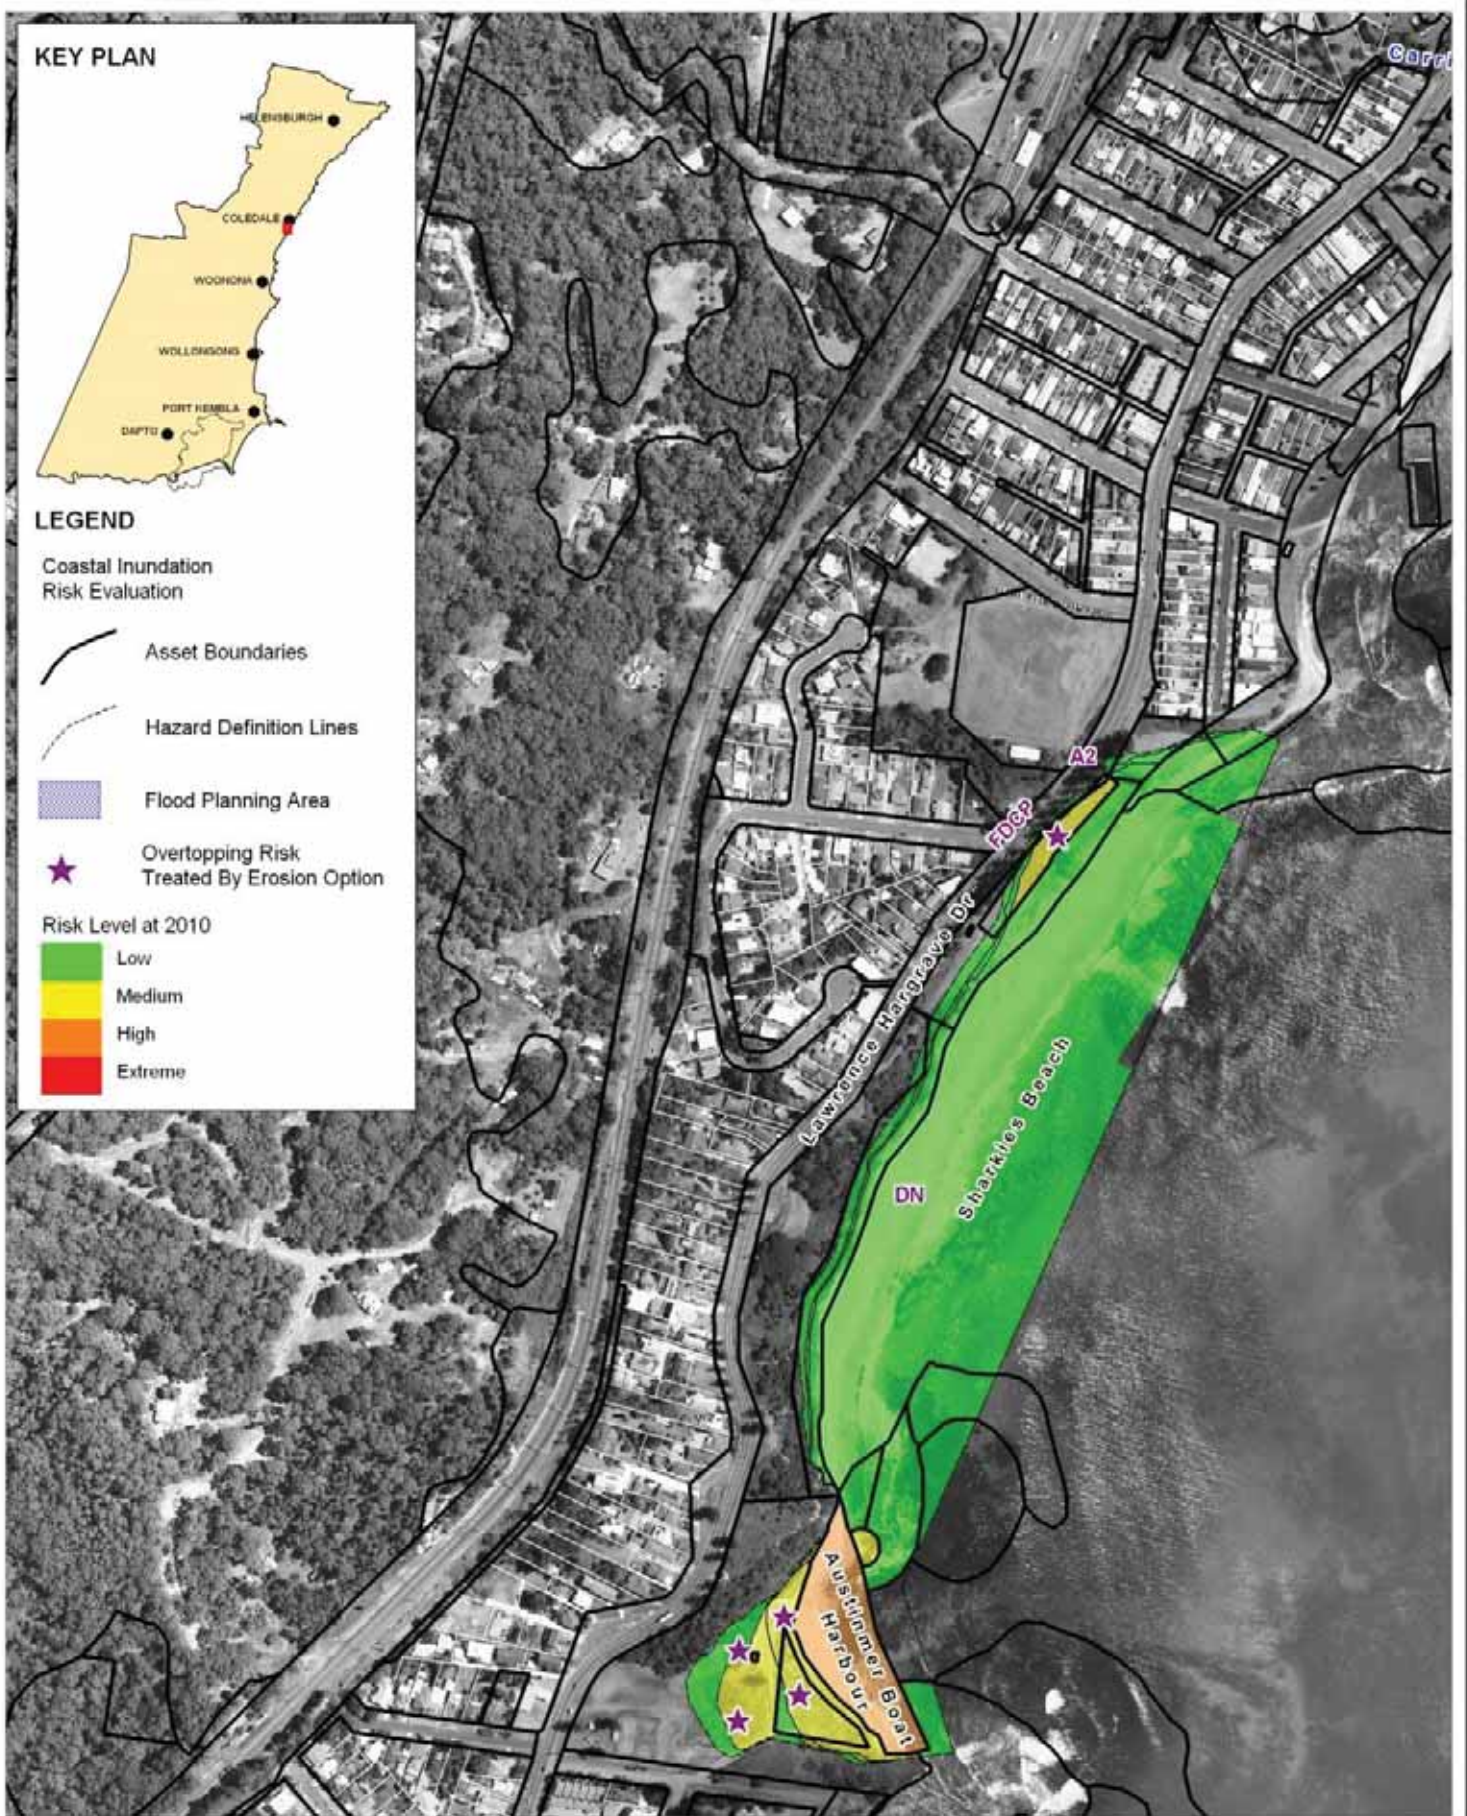 KEY PLAN
HELENSBURGH
COLEDALE
WOONONA
WOLLONGONG
PORT KEMBLA
DAPTO
LEGEND
Coastal Inundation
Risk Evaluation
Asset Boundaries
Hazard Definition Lines
Flood Planning Area
Overtopping Risk
Treated By Erosion Option
Risk Level at 2010
Low
Medium
High
Extreme
Carri
A2
FDCP
Lawrence Hargrave Dr
Sharkies Beach
DN
Austinmer Boat
Harbour